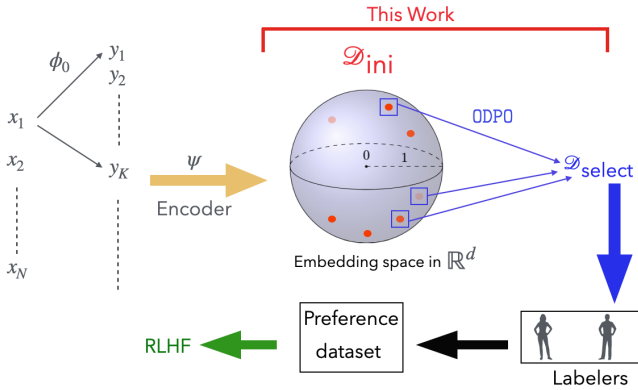 This Work
𝒟ini
ϕ0
y1
y2
x1
ODPO
0
1
x2
yK
ψ
𝒟select
Encoder
xN
Embedding space in ℝd
Preference
dataset
RLHF
Labelers